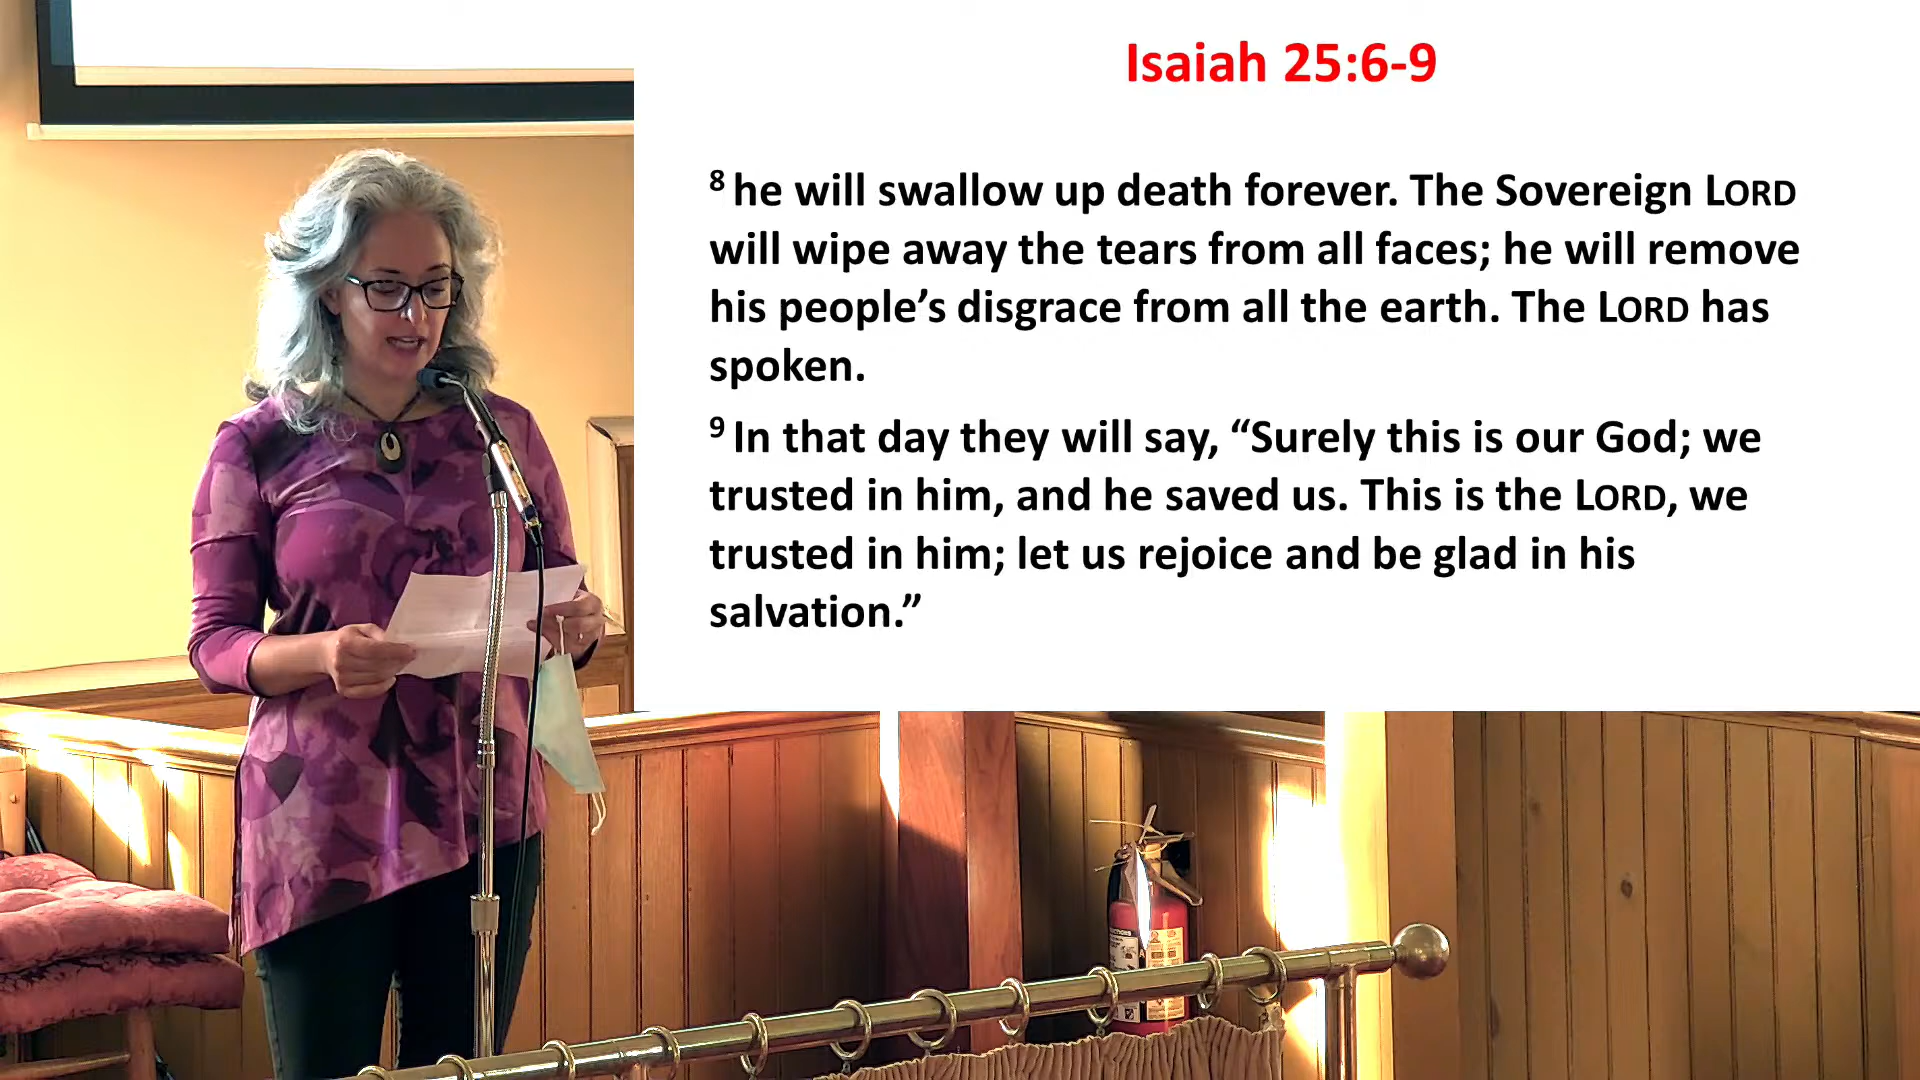 Isaiah 25:6-9
8 he will swallow up death forever. The Sovereign LORD
will wipe away the tears from all faces; he will remove
his people’s disgrace from all the earth. The LORD has
spoken.
9 In that day they will say, “Surely this is our God; we
trusted in him, and he saved us. This is the LORD, we
trusted in him; let us rejoice and be glad in his
salvation.”